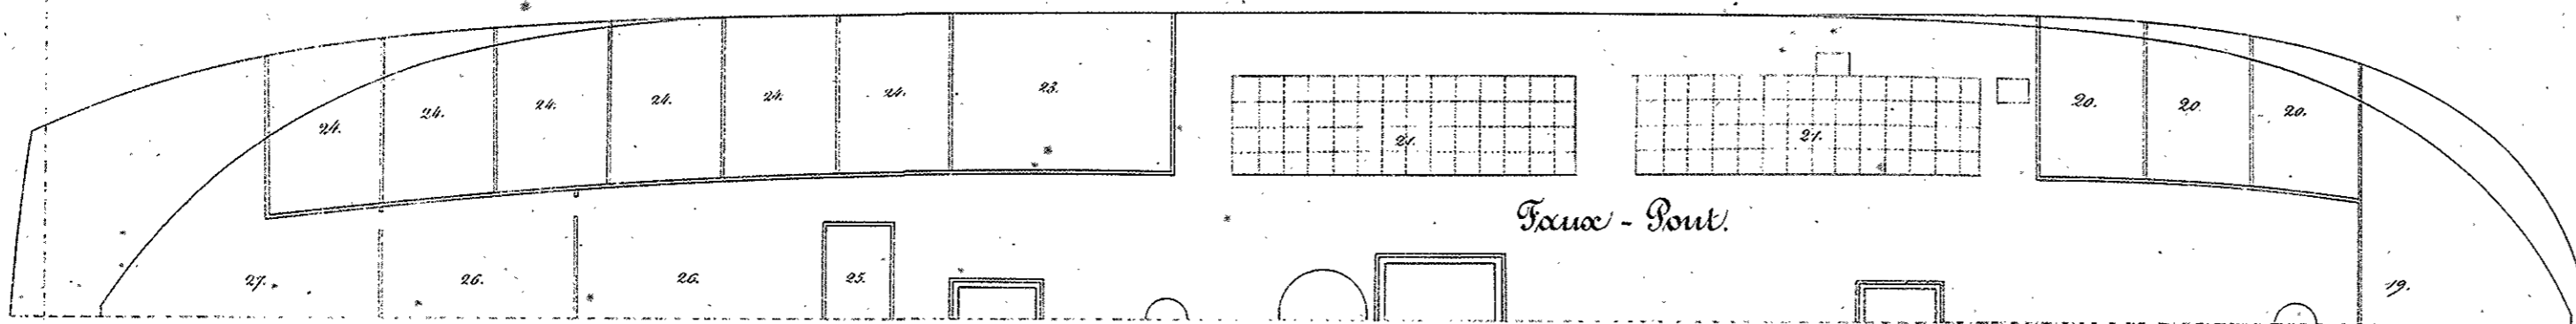 24. 24. 24. 24. 24. 24. 23. 21. 21. 20. 20. 20.
Faux - Pont.
27. 26. 26. 25. 19.